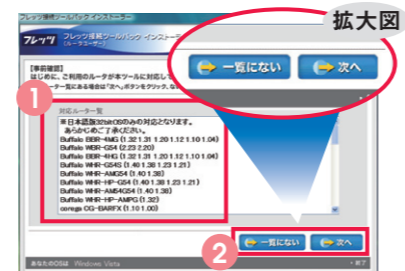 フレッツ接続ツールパック インストーラー
拡大図
フレッツ フレッツ接続ツールパック インストーラー
(ルータユーザー)
一覧にない
次へ
【事前確認】
はじめに、ご利用のルータが本ツールに対応して
ルーター一覧にある場合は「次へ」ボタンをクリック、な
1
対応ルーター覧
※日本語版32bitOSのみの対応となります。
あらかじめご了承ください。
Buffalo BBR-4MG (1.32 1.31 1.20 1.12 1.10 1.04)
Buffalo WBR-G54 (2.23 2.20)
Buffalo BBR-4HG (1.32 1.31 1.20 1.12 1.10 1.04)
Buffalo WHR-G54S (1.40 1.38 1.23 1.21)
Buffalo WHR-AMG54 (1.40 1.38)
Buffalo WHR-HP-G54 (1.40 1.38 1.23 1.21)
Buffalo WHR-AM54G54 (1.40 1.38)
Buffalo WHR-HP-AMPG (1.32)
corega CG-BARFX (1.10 1.00)
2
一覧にない
次へ
あなたのOSは Windows Vista
・終了